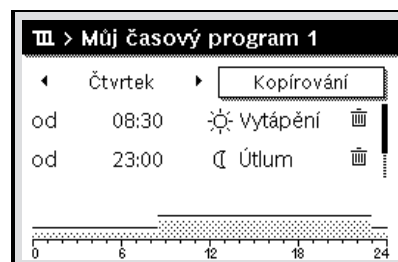 > Můj časový program 1
Čtvrtek Kopírování
od 08:30 Vytápění
od 23:00 Útlum
0 6 12 18 24